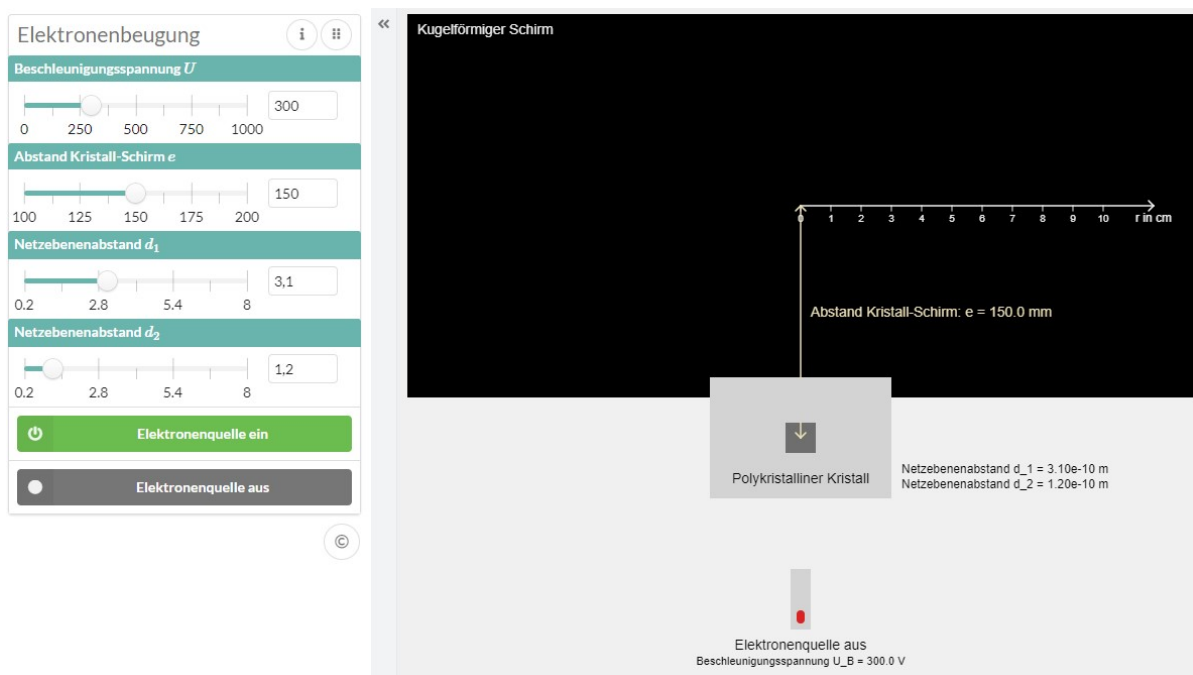 Elektronenbeugung
i
Beschleunigungsspannung U
300
0 250 500 750 1000
Abstand Kristall-Schirm e
150
100 125 150 175 200
Netzebenenabstand d₁
3,1
0.2 2.8 5.4 8
Netzebenenabstand d₂
1,2
0.2 2.8 5.4 8
Elektronenquelle ein
Elektronenquelle aus
©
«
Kugelförmiger Schirm
0 1 2 3 4 5 6 7 8 9 10 r in cm
Abstand Kristall-Schirm: e = 150.0 mm
Polykristalliner Kristall
Netzebenenabstand d_1 = 3.10e-10 m
Netzebenenabstand d_2 = 1.20e-10 m
Elektronenquelle aus
Beschleunigungsspannung U_B = 300.0 V